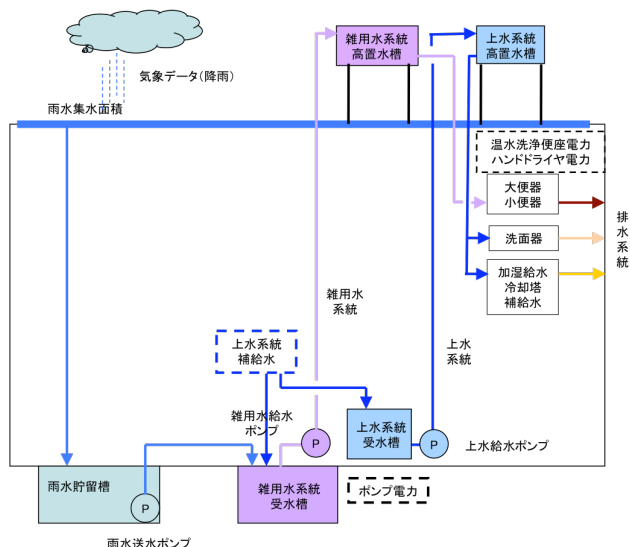 雑用水系統
高置水槽
上水系統
高置水槽
気象データ(降雨)
雨水集水面積
温水洗浄便座電力
ハンドドライヤ電力
大便器
小便器
洗面器
加湿給水
冷却塔
補給水
排
水
系
統
雑用水
系統
上水
系統
上水系統
補給水
雑用水給水
ポンプ
P
上水系統
受水槽
P
上水給水ポンプ
雨水貯留槽
P
雑用水系統
受水槽
ポンプ電力
雨水送水ポンプ